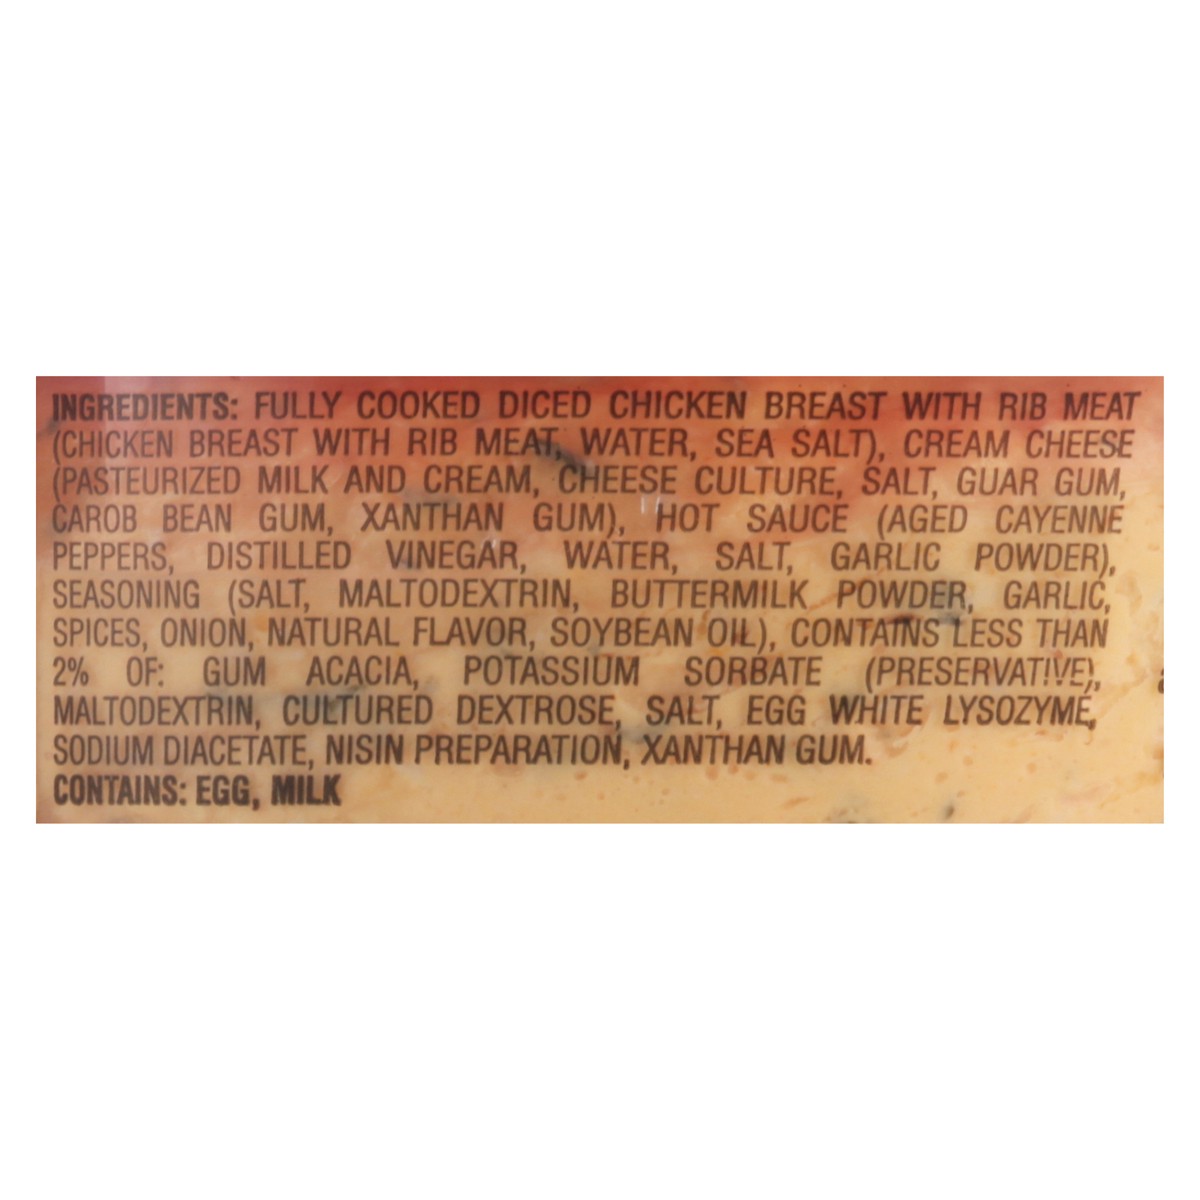 INGREDIENTS: FULLY COOKED DICED CHICKEN BREAST WITH RIB MEAT
(CHICKEN BREAST WITH RIB MEAT, WATER, SEA SALT), CREAM CHEESE
(PASTEURIZED MILK AND CREAM, CHEESE CULTURE, SALT, GUAR GUM,
CAROB BEAN GUM, XANTHAN GUM), HOT SAUCE (AGED CAYENNE
PEPPERS, DISTILLED VINEGAR, WATER, SALT, GARLIC POWDER),
SEASONING (SALT, MALTODEXTRIN, BUTTERMILK POWDER, GARLIC,
SPICES, ONION, NATURAL FLAVOR, SOYBEAN OIL), CONTAINS LESS THAN
2% OF: GUM ACACIA, POTASSIUM SORBATE (PRESERVATIVE),
MALTODEXTRIN, CULTURED DEXTROSE, SALT, EGG WHITE LYSOZYME,
SODIUM DIACETATE, NISIN PREPARATION, XANTHAN GUM.
CONTAINS: EGG, MILK